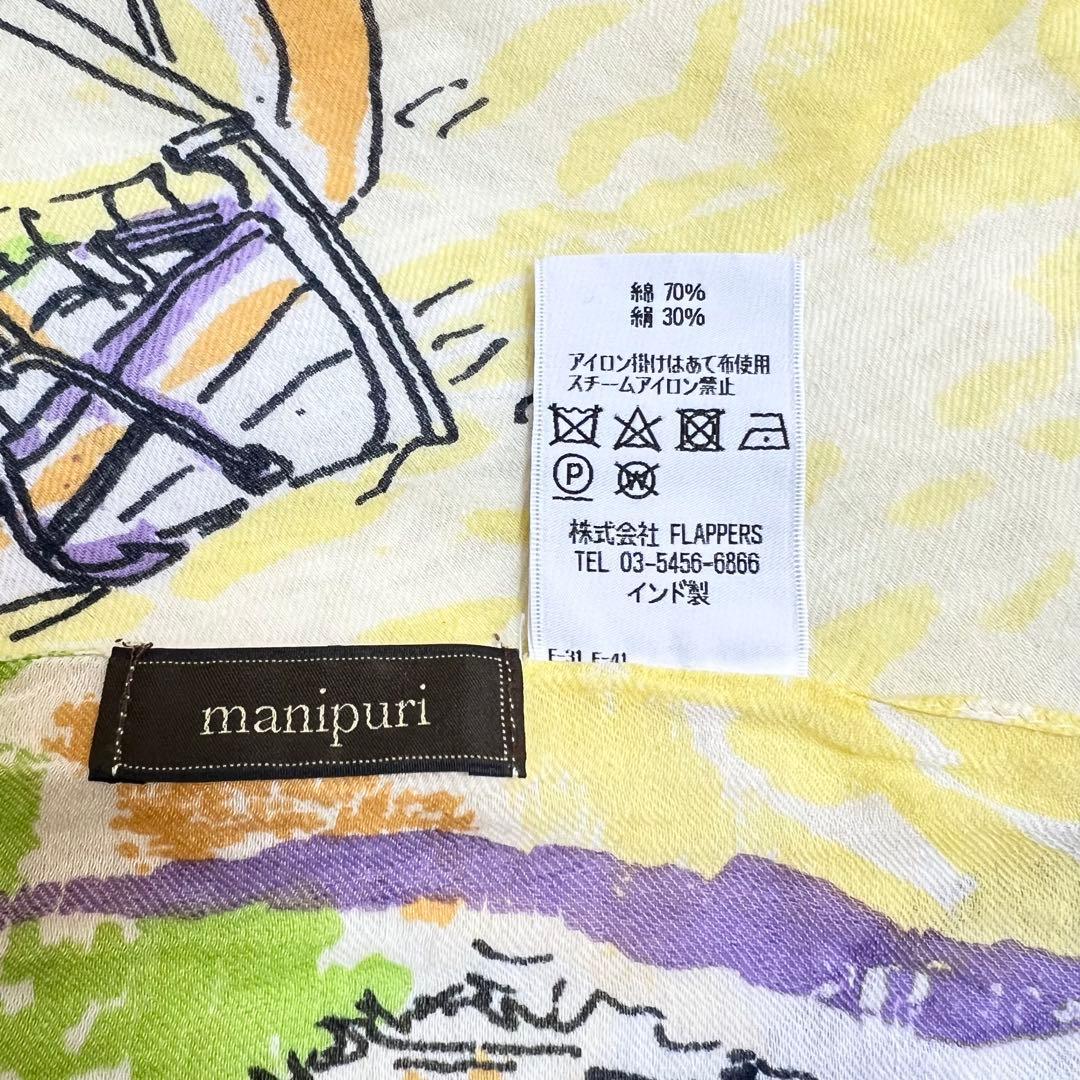 綿 70%
絹 30%
アイロン掛けはあて布使用
スチームアイロン禁止
P
W
株式会社 FLAPPERS
TEL 03-5456-6866
インド製
F-31 F-41
manipuri